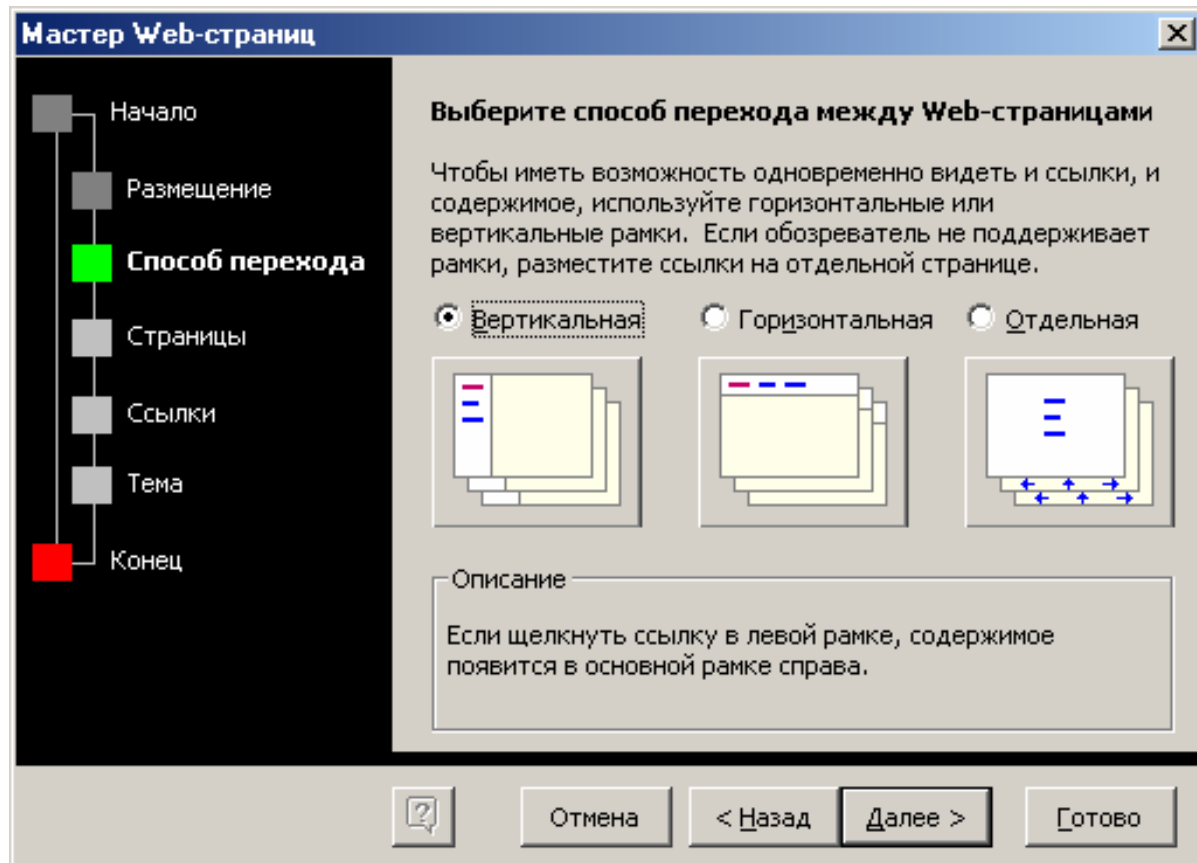 Мастер Web-страниц
Начало
Размещение
Способ перехода
Страницы
Ссылки
Тема
Конец
Выберите способ перехода между Web-страницами
Чтобы иметь возможность одновременно видеть и ссылки, и
содержимое, используйте горизонтальные или
вертикальные рамки. Если обозреватель не поддерживает
рамки, разместите ссылки на отдельной странице.
Вертикальная Горизонтальная Отдельная
Описание
Если щелкнуть ссылку в левой рамке, содержимое
появится в основной рамке справа.
Отмена < Назад Далее > Готово